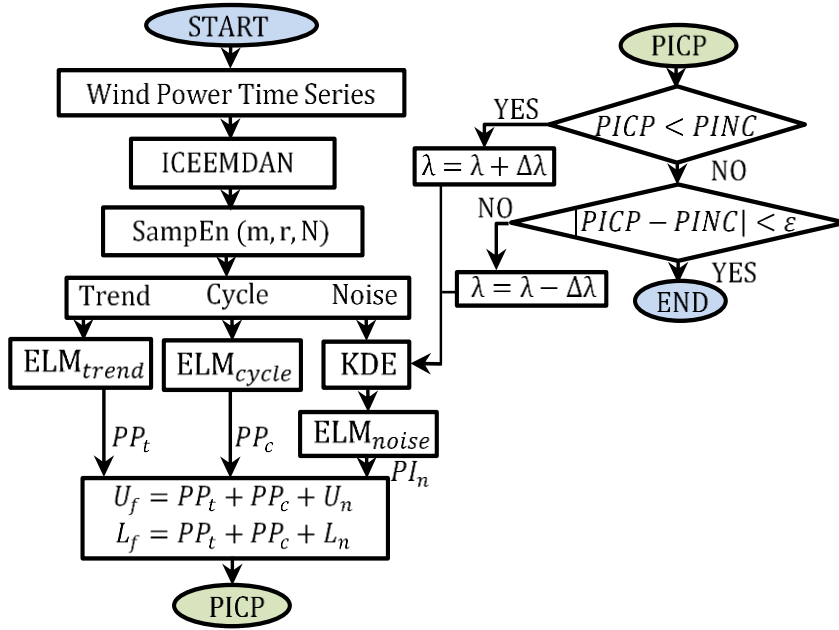 START
Wind Power Time Series
ICEEMDAN
SampEn (m, r, N)
Trend Cycle Noise
ELM_trend ELM_cycle KDE
ELM_noise
PP_t PP_c PI_n
U_f = PP_t + PP_c + U_n
L_f = PP_t + PP_c + L_n
PICP
PICP
PICP < PINC
YES
λ = λ + Δλ
NO
|PICP − PINC| < ε
NO
λ = λ − Δλ
YES
END